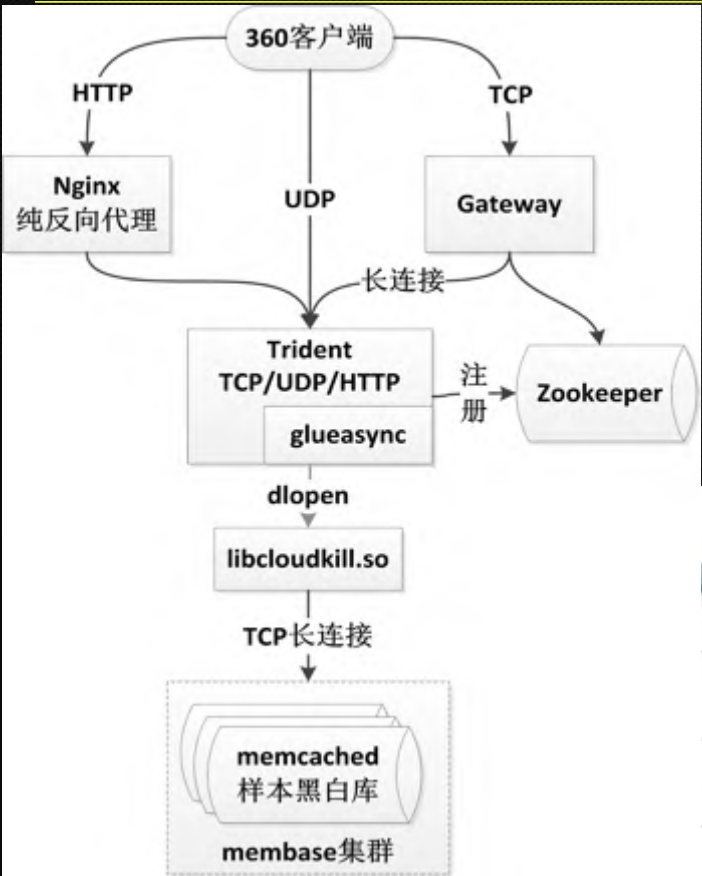 360客户端
HTTP
TCP
UDP
Nginx
纯反向代理
Gateway
长连接
Trident
TCP/UDP/HTTP
glueasync
注
册
Zookeeper
dlopen
libcloudkill.so
TCP长连接
memcached
样本黑白库
membase集群